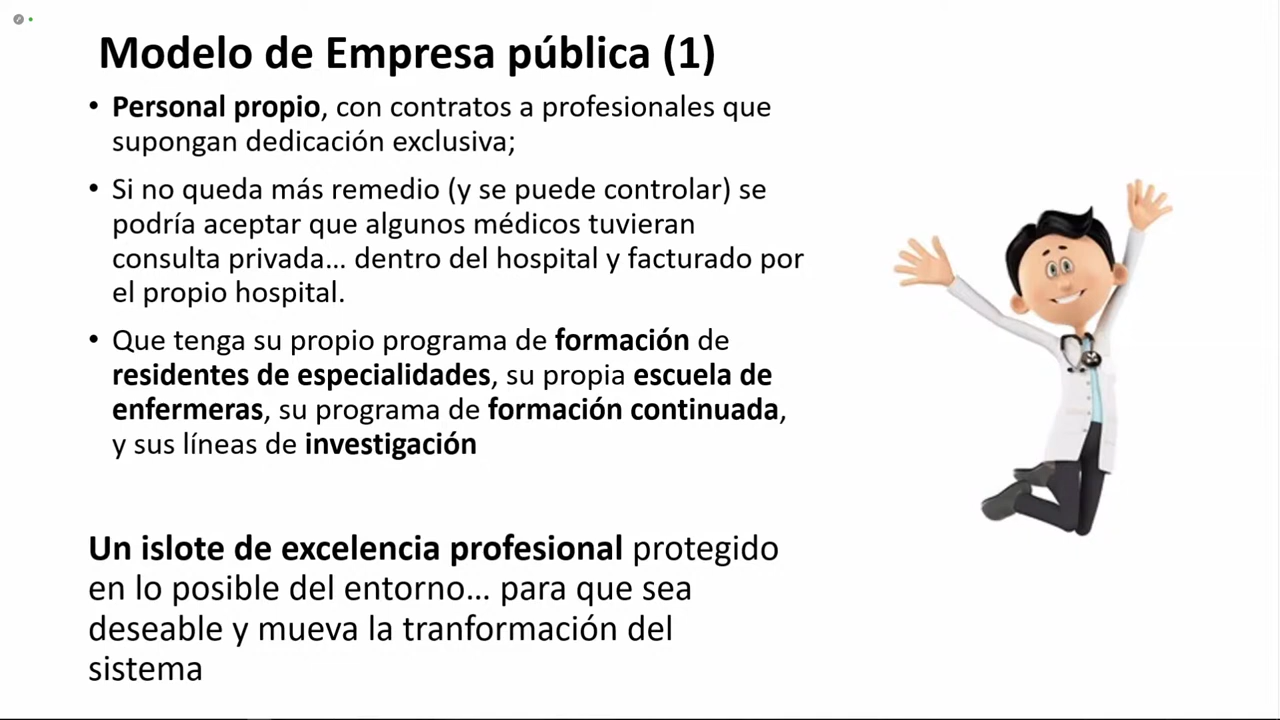 Modelo de Empresa pública (1)
• Personal propio, con contratos a profesionales que
supongan dedicación exclusiva;
• Si no queda más remedio (y se puede controlar) se
podría aceptar que algunos médicos tuvieran
consulta privada... dentro del hospital y facturado por
el propio hospital.
• Que tenga su propio programa de formación de
residentes de especialidades, su propia escuela de
enfermeras, su programa de formación continuada,
y sus líneas de investigación
Un islote de excelencia profesional protegido
en lo posible del entorno... para que sea
deseable y mueva la tranformación del
sistema